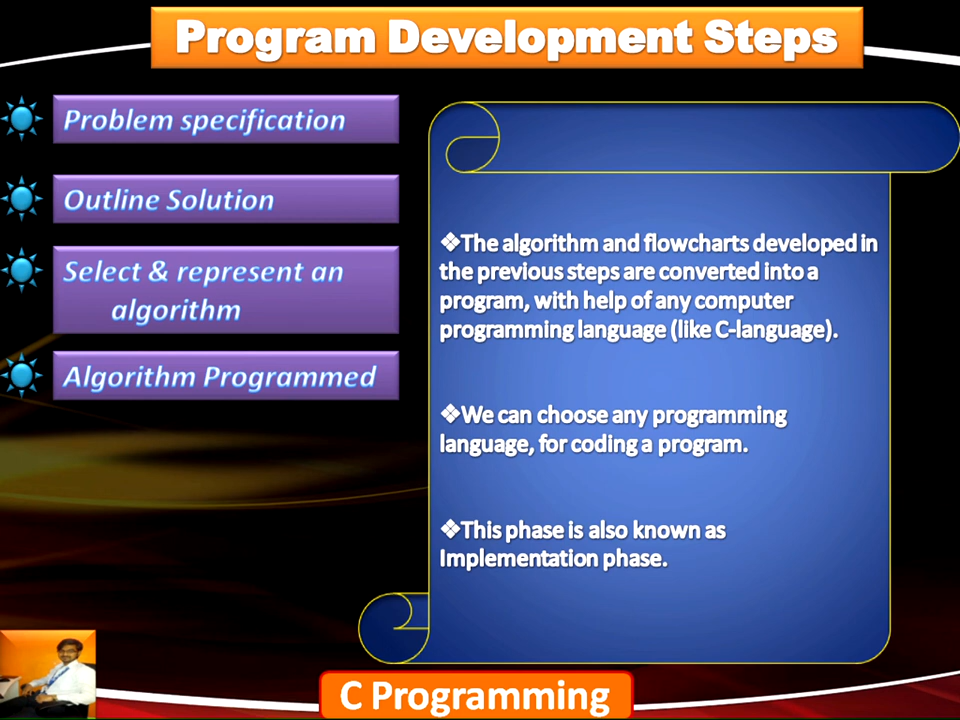 Program Development Steps
Problem specification
Outline Solution
Select & represent an
algorithm
Algorithm Programmed
❖The algorithm and flowcharts developed in
the previous steps are converted into a
program, with help of any computer
programming language (like C-language).
❖We can choose any programming
language, for coding a program.
❖This phase is also known as
Implementation phase.
C Programming